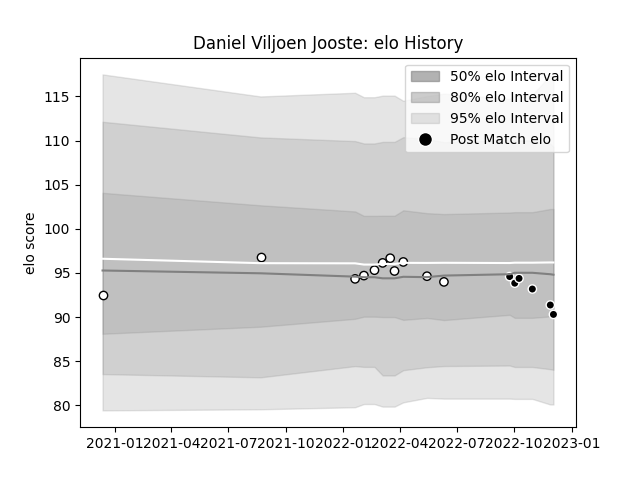 Daniel Viljoen Jooste: elo History
50% elo Interval
80% elo Interval
95% elo Interval
Post Match elo
elo score
115
110
105
100
95
90
85
80
2021-01 2021-04 2021-07 2021-10 2022-01 2022-04 2022-07 2022-10 2023-01